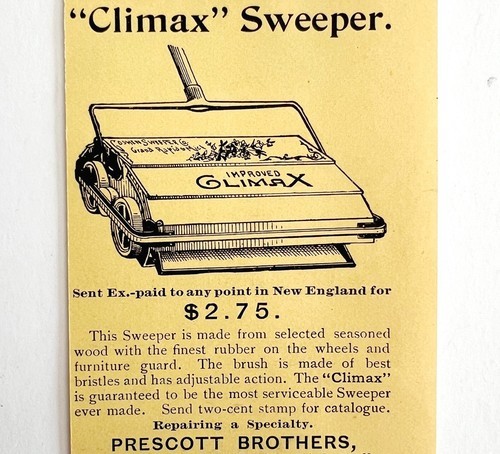 “Climax” Sweeper.
Grand Rapids Mich
IMPROVED
CLIMAX
Sent Ex.-paid to any point in New England for
$2.75.
This Sweeper is made from selected seasoned
wood with the finest rubber on the wheels and
furniture guard. The brush is made of best
bristles and has adjustable action. The “Climax”
is guaranteed to be the most serviceable Sweeper
ever made. Send two-cent stamp for catalogue.
Repairing a Specialty.
PRESCOTT BROTHERS,